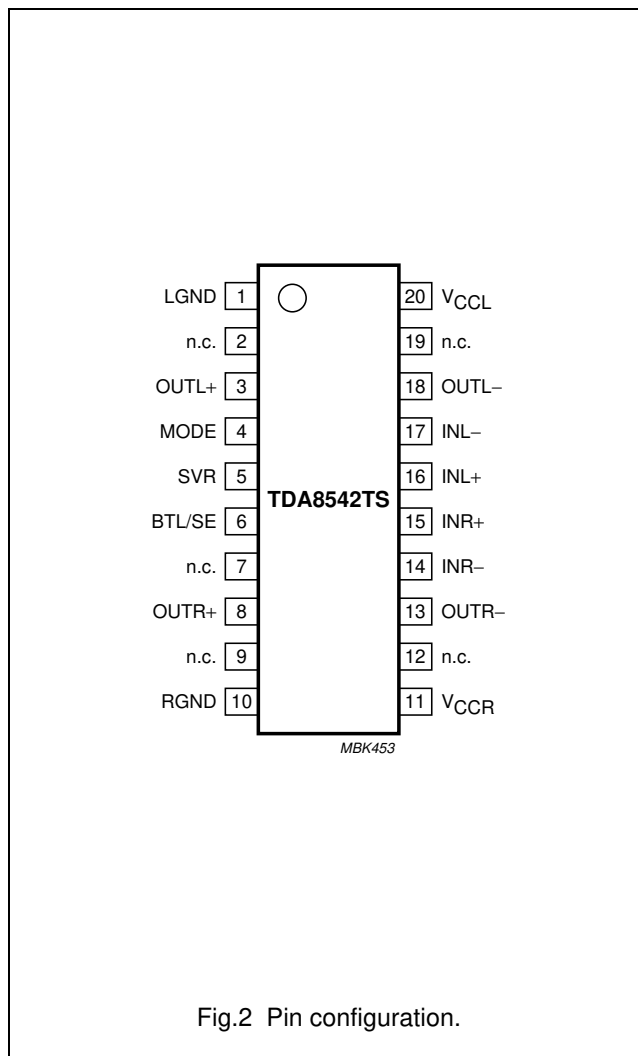 LGND 1 20 VCCL
n.c. 2 19 n.c.
OUTL+ 3 18 OUTL−
MODE 4 17 INL−
SVR 5 16 INL+
TDA8542TS
BTL/SE 6 15 INR+
n.c. 7 14 INR−
OUTR+ 8 13 OUTR−
n.c. 9 12 n.c.
RGND 10 11 VCCR
MBK453
Fig.2 Pin configuration.